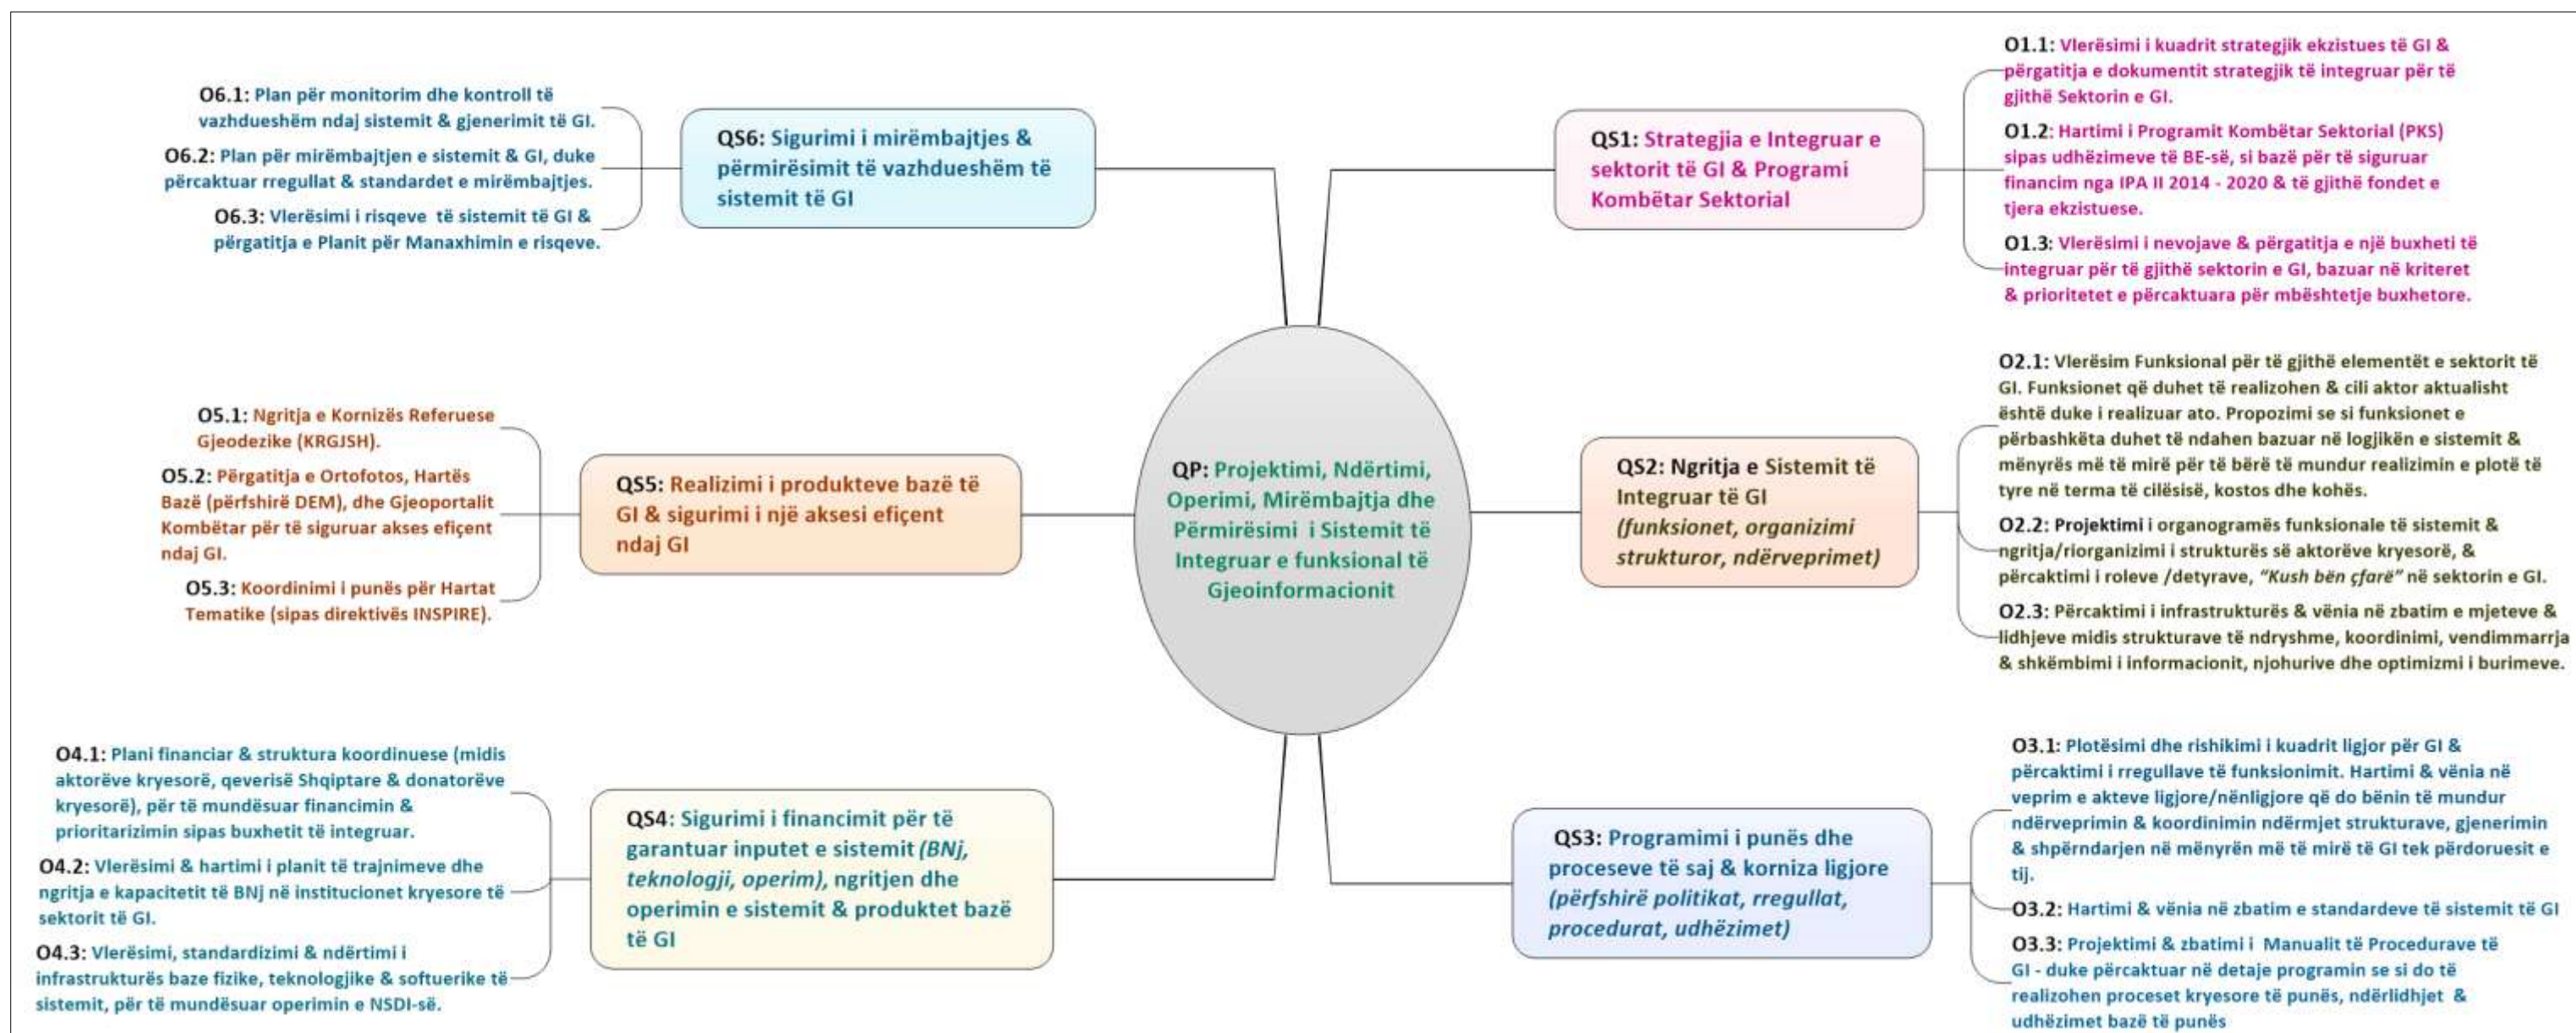 QP: Projektimi, Ndërtimi,
Operimi, Mirëmbajtja dhe
Përmirësimi i Sistemit të
Integruar e funksional të
Gjeoinformacionit
QS1: Strategjia e Integruar e
sektorit të GI & Programi
Kombëtar Sektorial
O1.1: Vlerësimi i kuadrit strategjik ekzistues të GI &
përgatitja e dokumentit strategjik të integruar për të
gjithë Sektorin e GI.
O1.2: Hartimi i Programit Kombëtar Sektorial (PKS)
sipas udhëzimeve të BE-së, si bazë për të siguruar
financim nga IPA II 2014 - 2020 & të gjithë fondet e
tjera ekzistuese.
O1.3: Vlerësimi i nevojave & përgatitja e një buxheti të
integruar për të gjithë sektorin e GI, bazuar në kriteret
& prioritetet e përcaktuara për mbështetje buxhetore.
QS2: Ngritja e Sistemit të
Integruar të GI
(funksionet, organizimi
strukturor, ndërveprimet)
O2.1: Vlerësim Funksional për të gjithë elementët e sektorit të
GI. Funksionet që duhet të realizohen & cili aktor aktualisht
është duke i realizuar ato. Propozimi se si funksionet e
përbashkëta duhet të ndahen bazuar në logjikën e sistemit &
mënyrës më të mirë për të bërë të mundur realizimin e plotë të
tyre në terma të cilësisë, kostos dhe kohës.
O2.2: Projektimi i organogramës funksionale të sistemit &
ngritja/riorganizimi i strukturës së aktorëve kryesorë, &
përcaktimi i roleve /detyrave, “Kush bën çfarë” në sektorin e GI.
O2.3: Përcaktimi i infrastrukturës & vënia në zbatim e mjeteve &
lidhjeve midis strukturave të ndryshme, koordinimi, vendimmarrja
& shkëmbimi i informacionit, njohurive dhe optimizmi i burimeve.
QS3: Programimi i punës dhe
proceseve të saj & korniza ligjore
(përfshirë politikat, rregullat,
procedurat, udhëzimet)
O3.1: Plotësimi dhe rishikimi i kuadrit ligjor për GI &
përcaktimi i rregullave të funksionimit. Hartimi & vënia në
veprim e akteve ligjore/nënligjore që do bënin të mundur
ndërveprimin & koordinimin ndërmjet strukturave, gjenerimin
& shpërndarjen në mënyrën më të mirë të GI tek përdoruesit e
tij.
O3.2: Hartimi & vënia në zbatim e standardeve të sistemit të GI
O3.3: Projektimi & zbatimi i Manualit të Procedurave të
GI - duke përcaktuar në detaje programin se si do të
realizohen proceset kryesore të punës, ndërlidhjet &
udhëzimet bazë të punës
QS4: Sigurimi i financimit për të
garantuar inputet e sistemit (BNj,
teknologji, operim), ngritjen dhe
operimin e sistemit & produktet bazë
të GI
O4.1: Plani financiar & struktura koordinuese (midis
aktorëve kryesorë, qeverisë Shqiptare & donatorëve
kryesorë), për të mundësuar financimin &
prioritarizimin sipas buxhetit të integruar.
O4.2: Vlerësimi & hartimi i planit të trajnimeve dhe
ngritja e kapacitetit të BNj në institucionet kryesore të
sektorit të GI.
O4.3: Vlerësimi, standardizimi & ndërtimi i
infrastrukturës baze fizike, teknologjike & softuerike të
sistemit, për të mundësuar operimin e NSDI-së.
QS5: Realizimi i produkteve bazë të
GI & sigurimi i një aksesi efiçent
ndaj GI
O5.1: Ngritja e Kornizës Referuese
Gjeodezike (KRGJSH).
O5.2: Përgatitja e Ortofotos, Hartës
Bazë (përfshirë DEM), dhe Gjeoportalit
Kombëtar për të siguruar akses efiçent
ndaj GI.
O5.3: Koordinimi i punës për Hartat
Tematike (sipas direktivës INSPIRE).
QS6: Sigurimi i mirëmbajtjes &
përmirësimit të vazhdueshëm të
sistemit të GI
O6.1: Plan për monitorim dhe kontroll të
vazhdueshëm ndaj sistemit & gjenerimit të GI.
O6.2: Plan për mirëmbajtjen e sistemit & GI, duke
përcaktuar rregullat & standardet e mirëmbajtjes.
O6.3: Vlerësimi i risqeve të sistemit të GI &
përgatitja e Planit për Manaxhimin e risqeve.